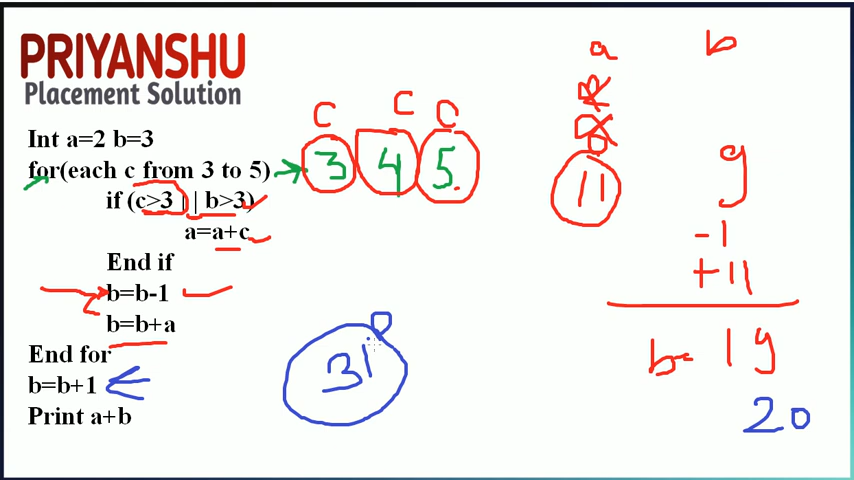 PRIYANSHU
Placement Solution
Int a=2 b=3
for(each c from 3 to 5)
if (c>3 | | b>3)
a=a+c
End if
b=b-1
b=b+a
End for
b=b+1
Print a+b
C C C
3 4 5
a b
11
9
-1
+11
b= 19
20
31